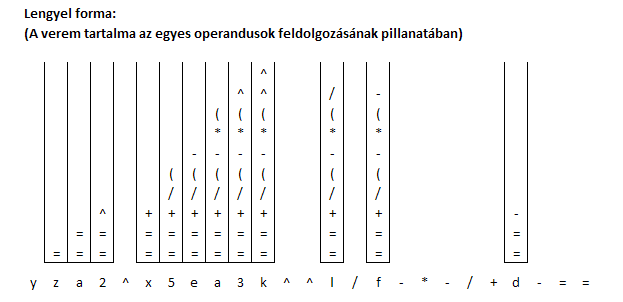 Lengyel forma:
(A verem tartalma az egyes operandusok feldolgozásának pillanatában)
^
^ ^ / -
( ( ( ( (
* * * * *
- - - - - -
( ( ( ( ( ( (
/ / / / / / /
^ + + + + + + + + -
= = = = = = = = = = =
= = = = = = = = = = = =
y z a 2 ^ x 5 e a 3 k ^ ^ l / f - * - / + d - = =